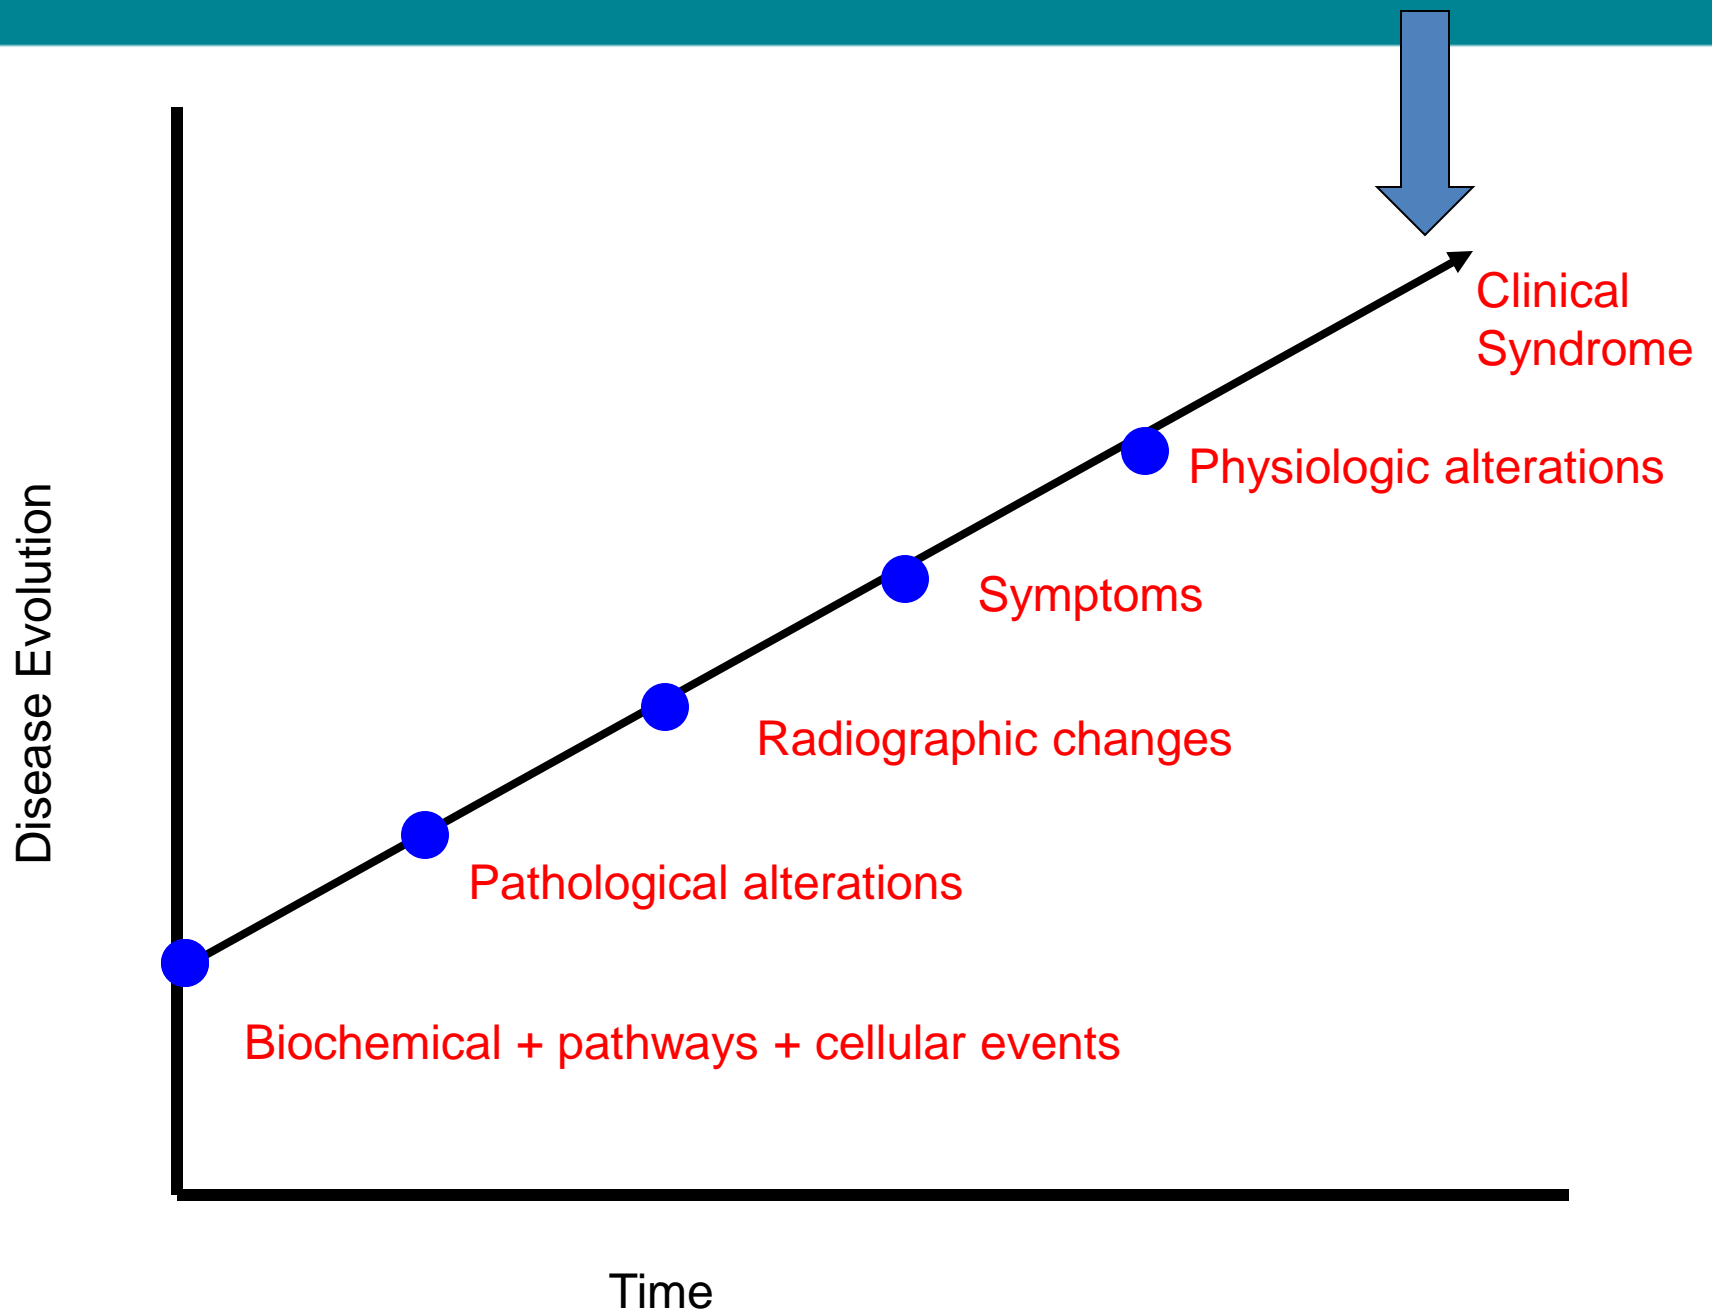 Clinical
Syndrome
Physiologic alterations
Symptoms
Radiographic changes
Pathological alterations
Biochemical + pathways + cellular events
Disease Evolution
Time